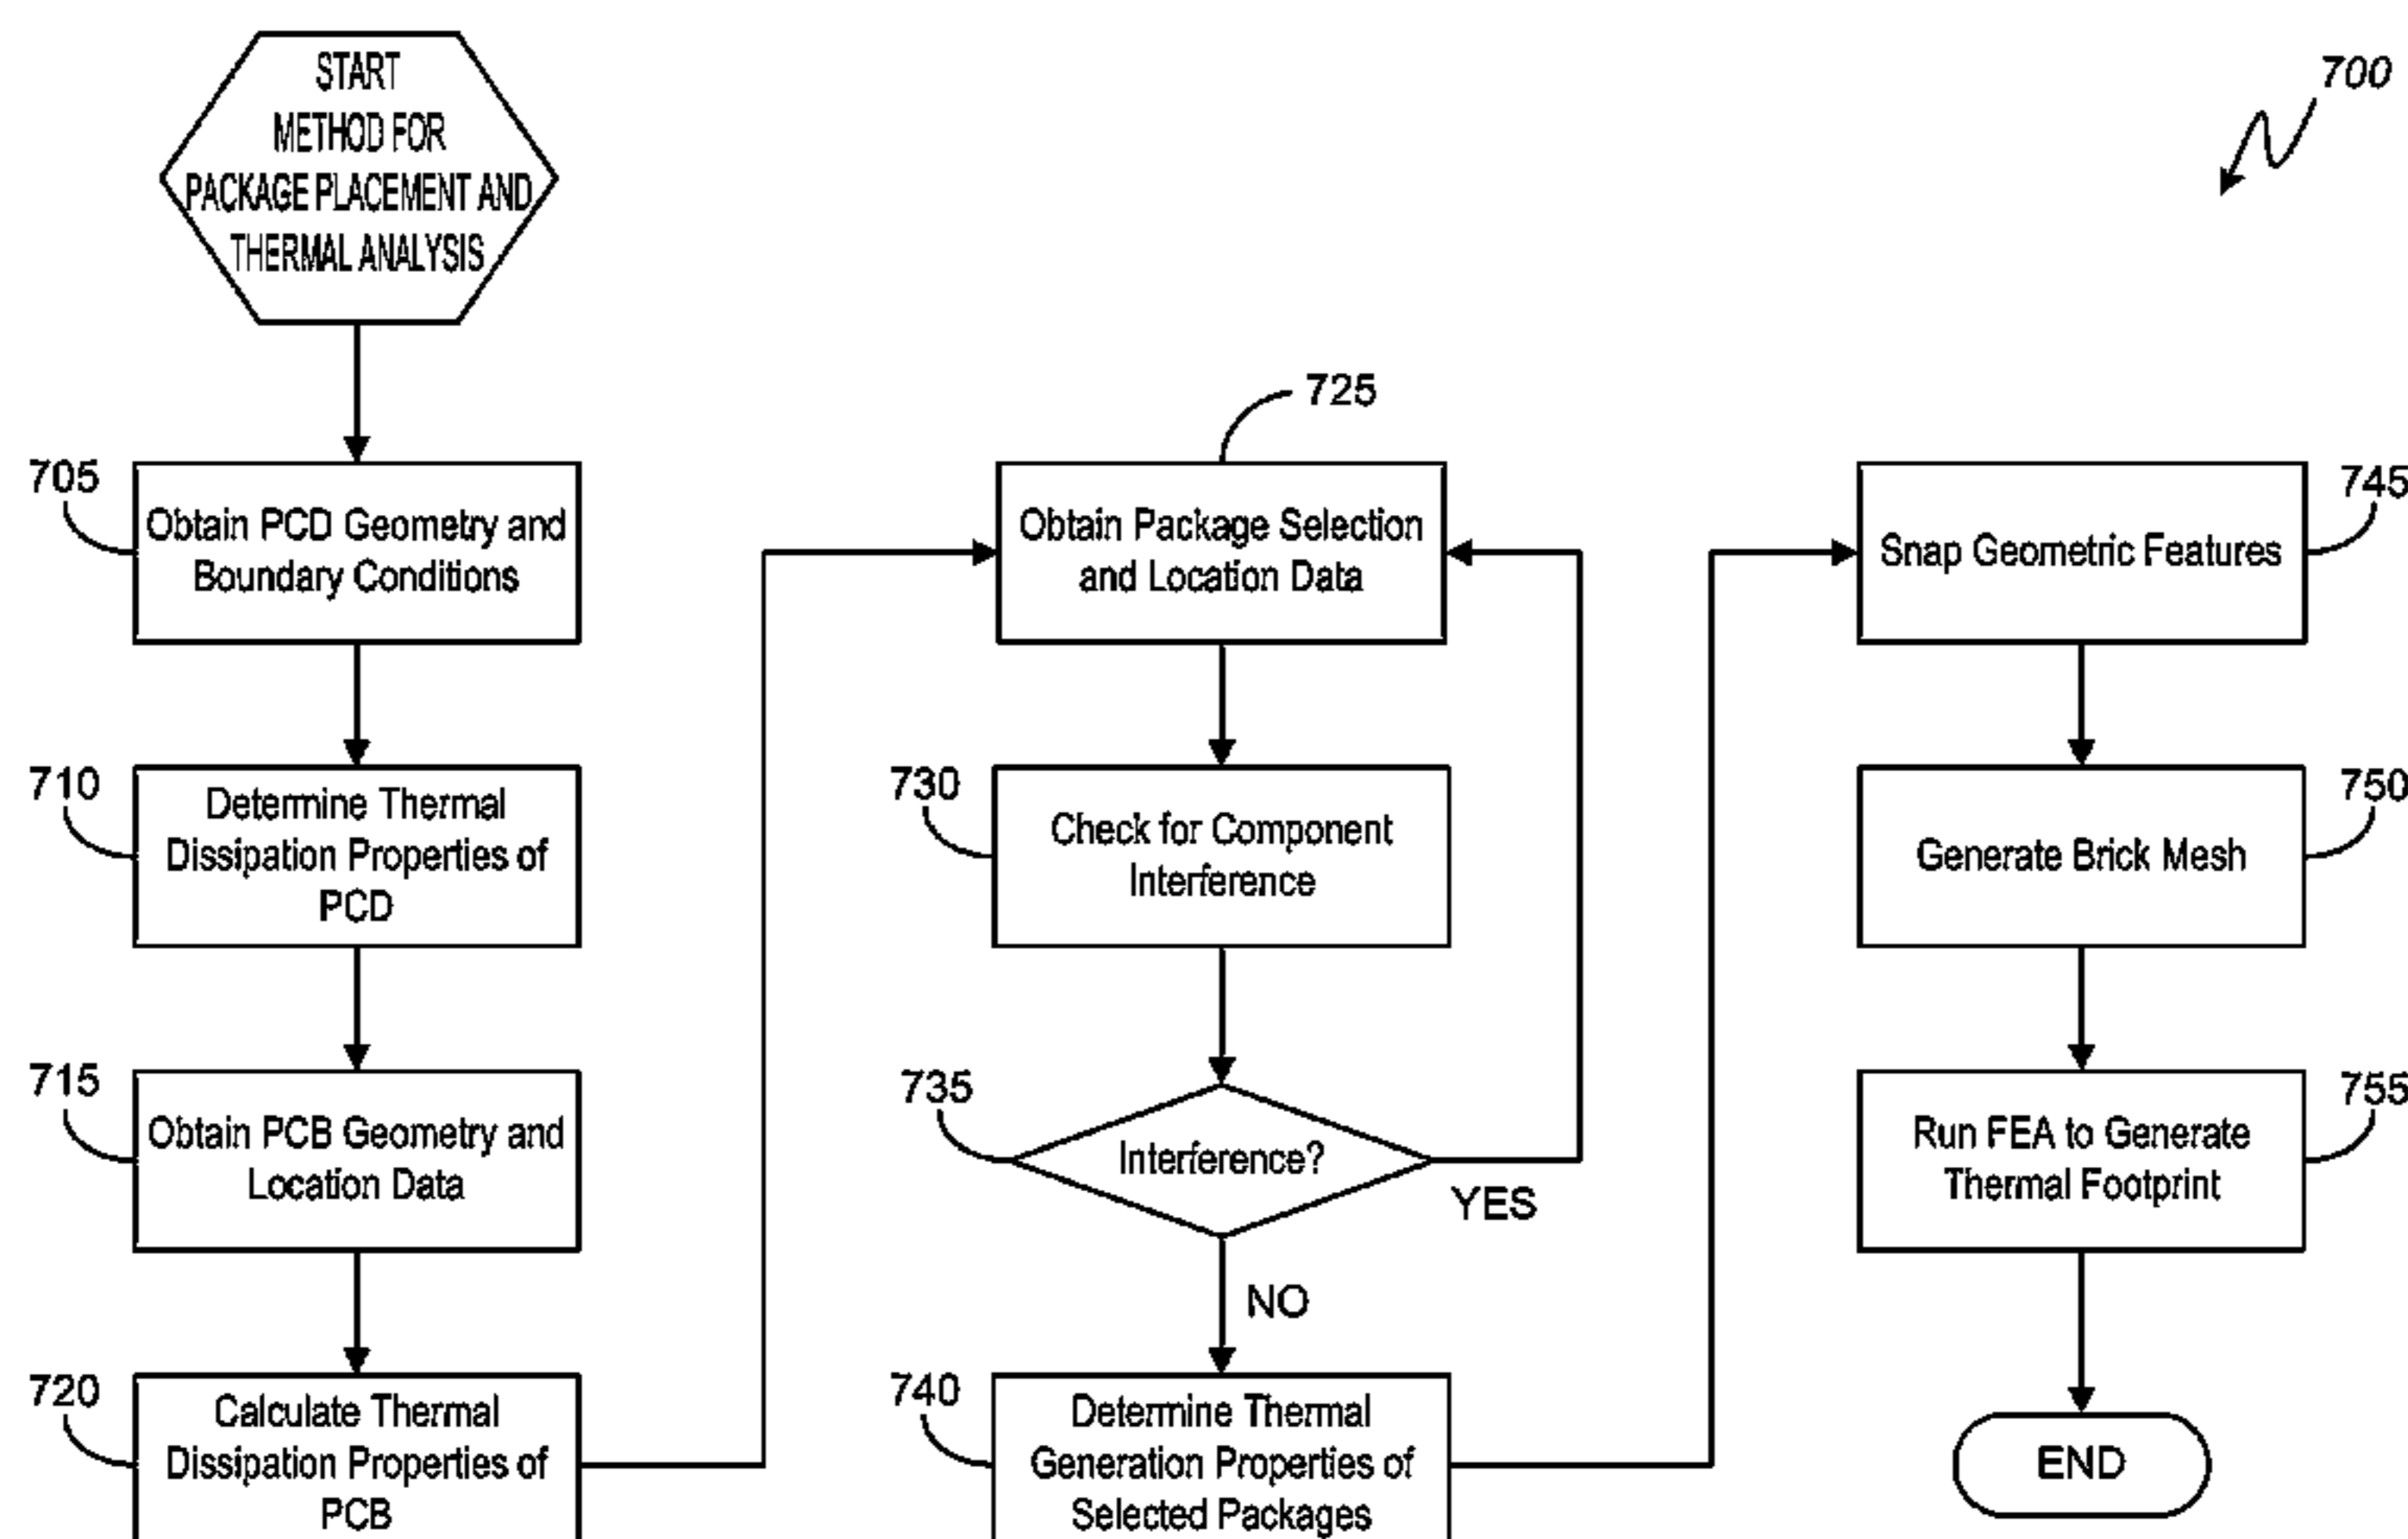 START
METHOD FOR
PACKAGE PLACEMENT AND
THERMAL ANALYSIS
700
705
Obtain PCD Geometry and
Boundary Conditions
710
Determine Thermal
Dissipation Properties of
PCD
715
Obtain PCB Geometry and
Location Data
720
Calculate Thermal
Dissipation Properties of
PCB
725
Obtain Package Selection
and Location Data
730
Check for Component
Interference
735
Interference?
YES
NO
740
Determine Thermal
Generation Properties of
Selected Packages
745
Snap Geometric Features
750
Generate Brick Mesh
755
Run FEA to Generate
Thermal Footprint
END